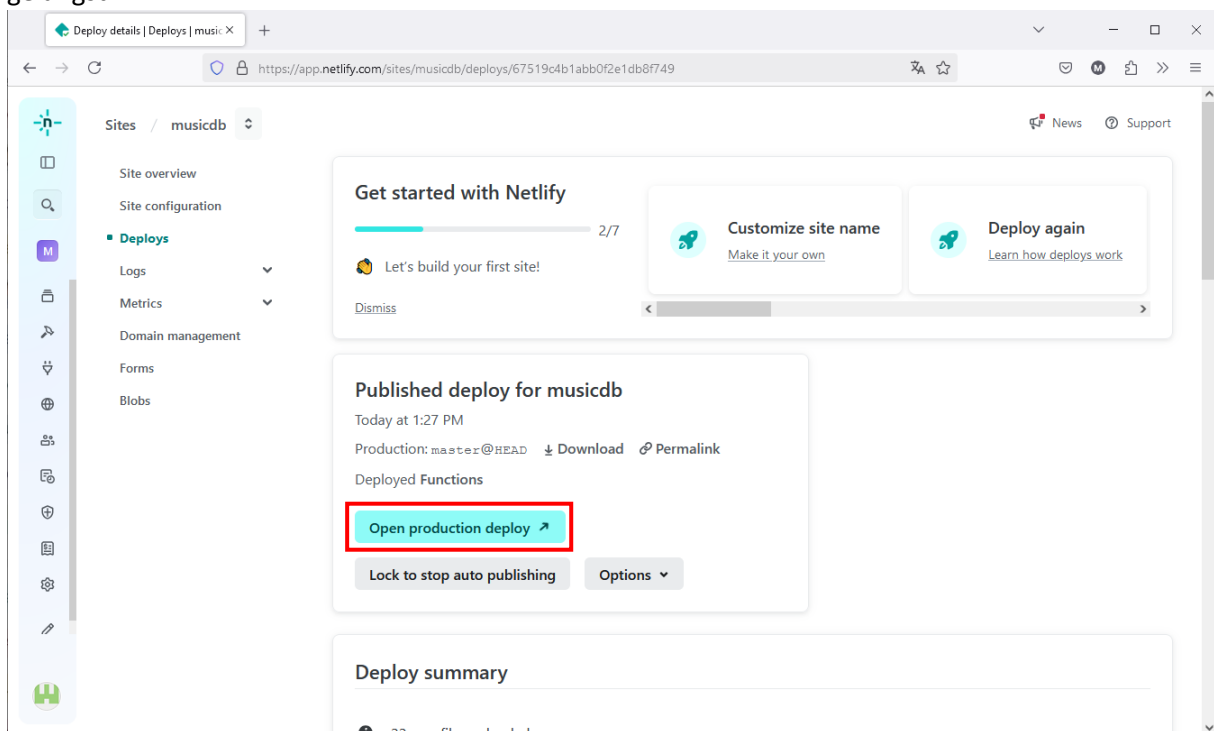 Deploy details | Deploys | music
https://app.netlify.com/sites/musicdb/deploys/67519c4b1abb0f2e1db8f749
M
n
Sites / musicdb
News
Support
Site overview
Site configuration
Deploys
Logs
Metrics
Domain management
Forms
Blobs
M
Get started with Netlify
2/7
Let's build your first site!
Dismiss
Customize site name
Make it your own
Deploy again
Learn how deploys work
Published deploy for musicdb
Today at 1:27 PM
Production: master@HEAD Download Permalink
Deployed Functions
Open production deploy
Lock to stop auto publishing
Options
Deploy summary